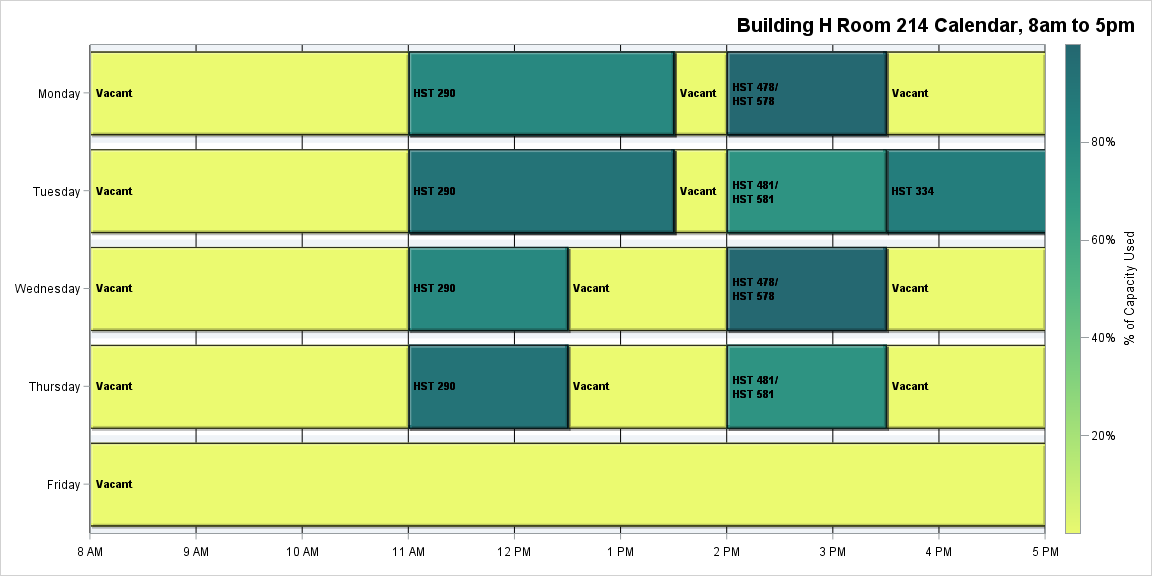 Building H Room 214 Calendar, 8am to 5pm
Monday
Vacant
HST 290
Vacant
HST 478/
HST 578
Vacant
Tuesday
Vacant
HST 290
Vacant
HST 481/
HST 581
HST 334
Wednesday
Vacant
HST 290
Vacant
HST 478/
HST 578
Vacant
Thursday
Vacant
HST 290
Vacant
HST 481/
HST 581
Vacant
Friday
Vacant
8 AM
9 AM
10 AM
11 AM
12 PM
1 PM
2 PM
3 PM
4 PM
5 PM
80%
60%
40%
20%
% of Capacity Used